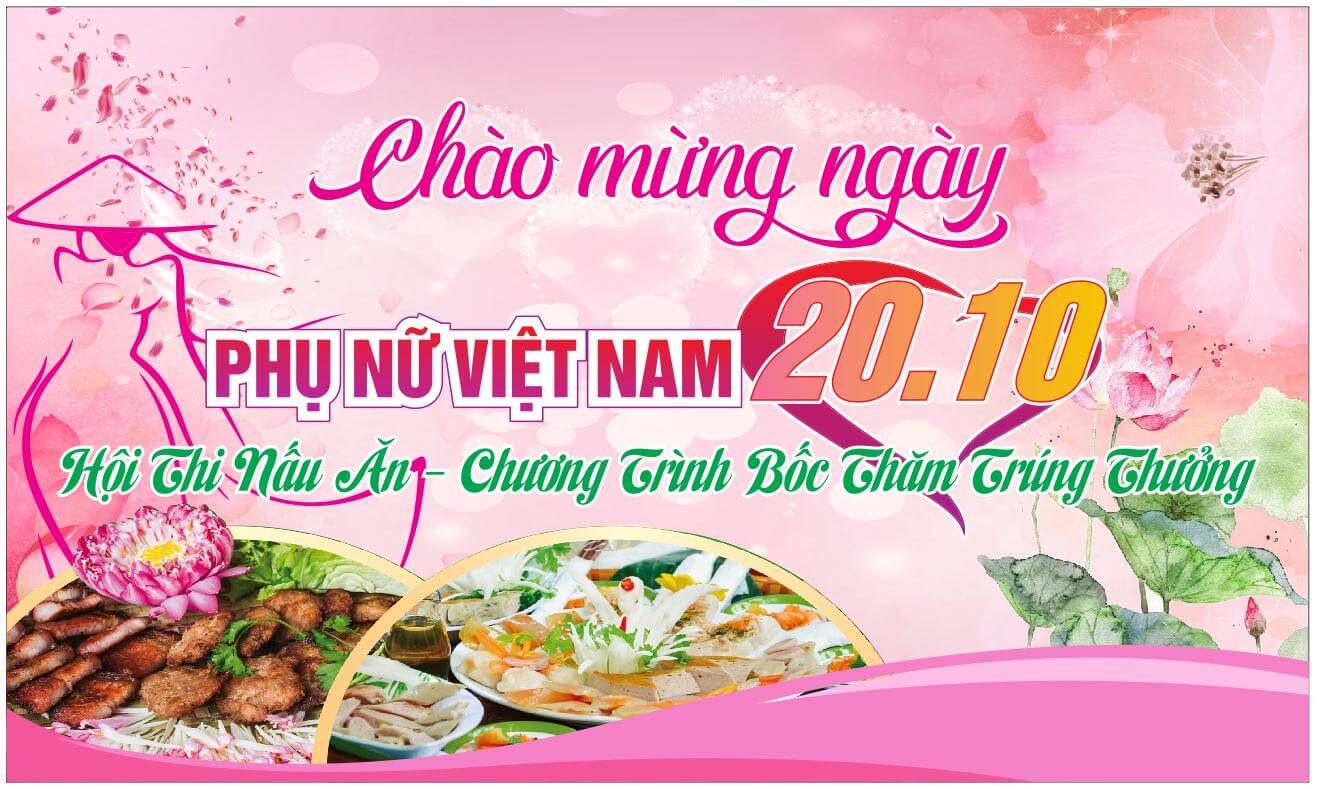 Chào mừng ngày
PHỤ NỮ VIỆT NAM 20.10
Hội Thi Nấu Ăn - Chương Trình Bốc Thăm Trúng Thưởng